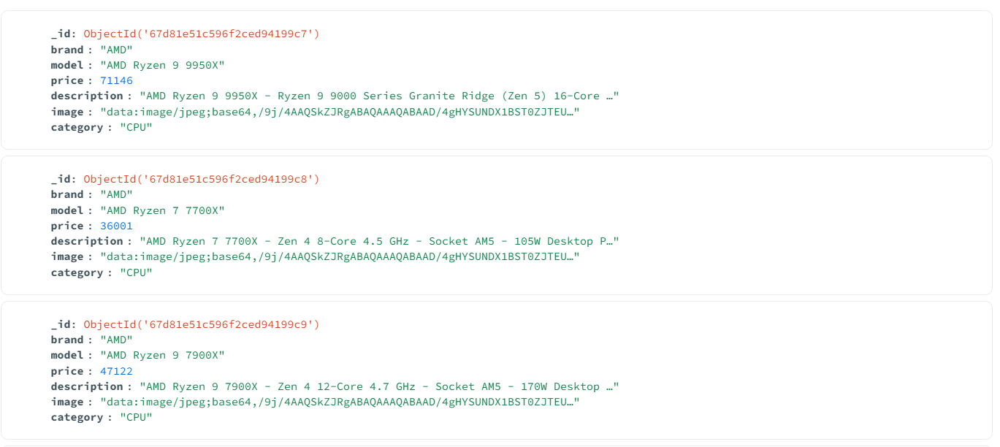 _id: ObjectId('67d81e51c596f2ced94199c7')
brand : "AMD"
model : "AMD Ryzen 9 9950X"
price : 71146
description : "AMD Ryzen 9 9950X - Ryzen 9 9000 Series Granite Ridge (Zen 5) 16-Core …"
image : "data:image/jpeg;base64,/9j/4AAQSkZJRgABAQAAAQABAAD/4gHYSUNDX1BST0ZJTEU…"
category : "CPU"
_id: ObjectId('67d81e51c596f2ced94199c8')
brand : "AMD"
model : "AMD Ryzen 7 7700X"
price : 36001
description : "AMD Ryzen 7 7700X - Zen 4 8-Core 4.5 GHz - Socket AM5 - 105W Desktop P…"
image : "data:image/jpeg;base64,/9j/4AAQSkZJRgABAQAAAQABAAD/4gHYSUNDX1BST0ZJTEU…"
category : "CPU"
_id: ObjectId('67d81e51c596f2ced94199c9')
brand : "AMD"
model : "AMD Ryzen 9 7900X"
price : 47122
description : "AMD Ryzen 9 7900X - Zen 4 12-Core 4.7 GHz - Socket AM5 - 170W Desktop …"
image : "data:image/jpeg;base64,/9j/4AAQSkZJRgABAQAAAQABAAD/4gHYSUNDX1BST0ZJTEU…"
category : "CPU"